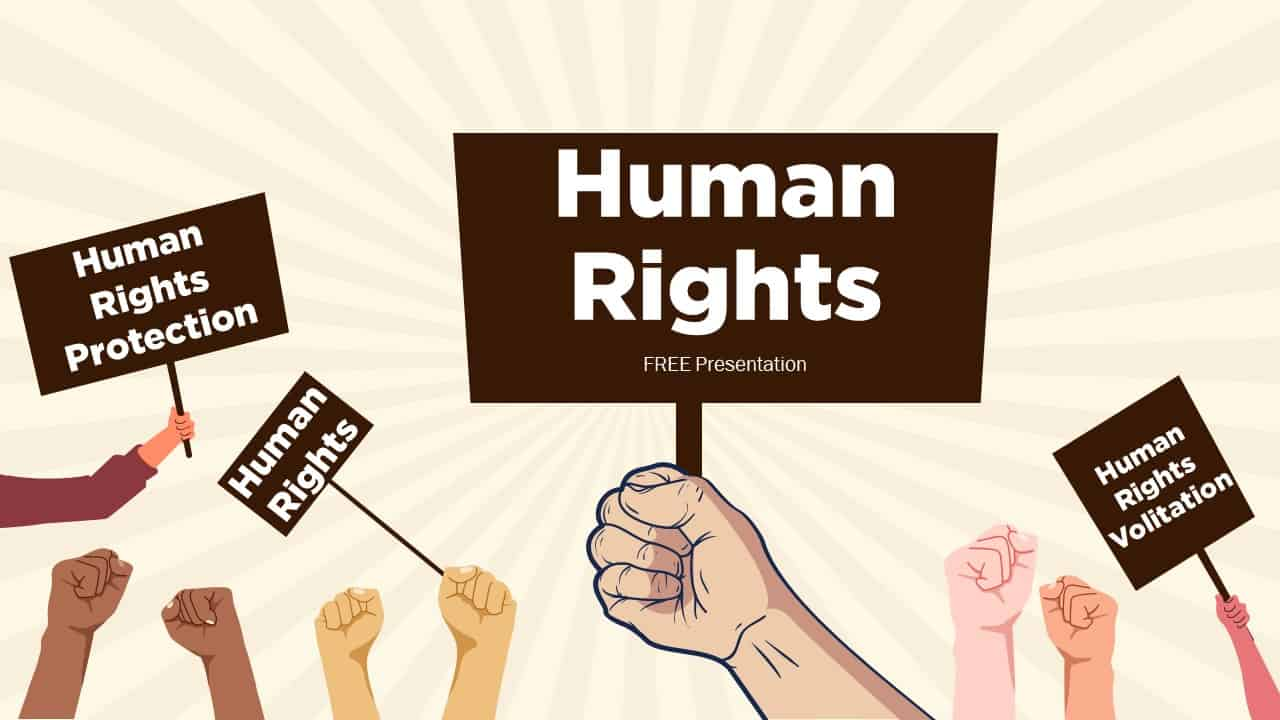 Human
Rights
FREE Presentation
Human
Rights
Protection
Human
Rights
Human
Rights
Volitation